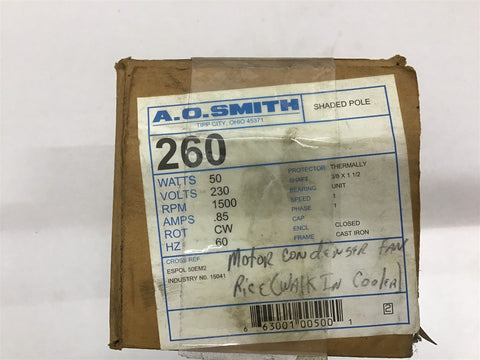 A.O.SMITH
TIPP CITY, OHIO 45371
SHADED POLE
260
WATTS 50
VOLTS 230
RPM 1500
AMPS .85
ROT CW
HZ 60
PROTECTOR THERMALLY
SHAFT 3/8 X 1 1/2
BEARING UNIT
SPEED 1
PHASE 1
CAP
ENCL CLOSED
FRAME CAST IRON
CROSS REF.
ESPOL 50EM2
INDUSTRY NO. 15041
Motor condenser fan
Rice (Walk In Cooler)
6 63001 00500 1
2